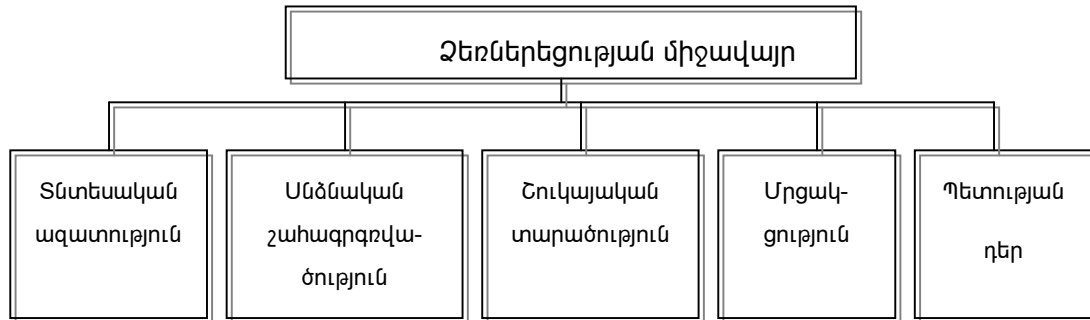 Ձեռներեցության միջավայր
Տնտեսական
ազատություն
Անձնական
շահագրգռվա-
ծություն
Շուկայական
տարածություն
Մրցակ-
ցություն
Պետության
դեր